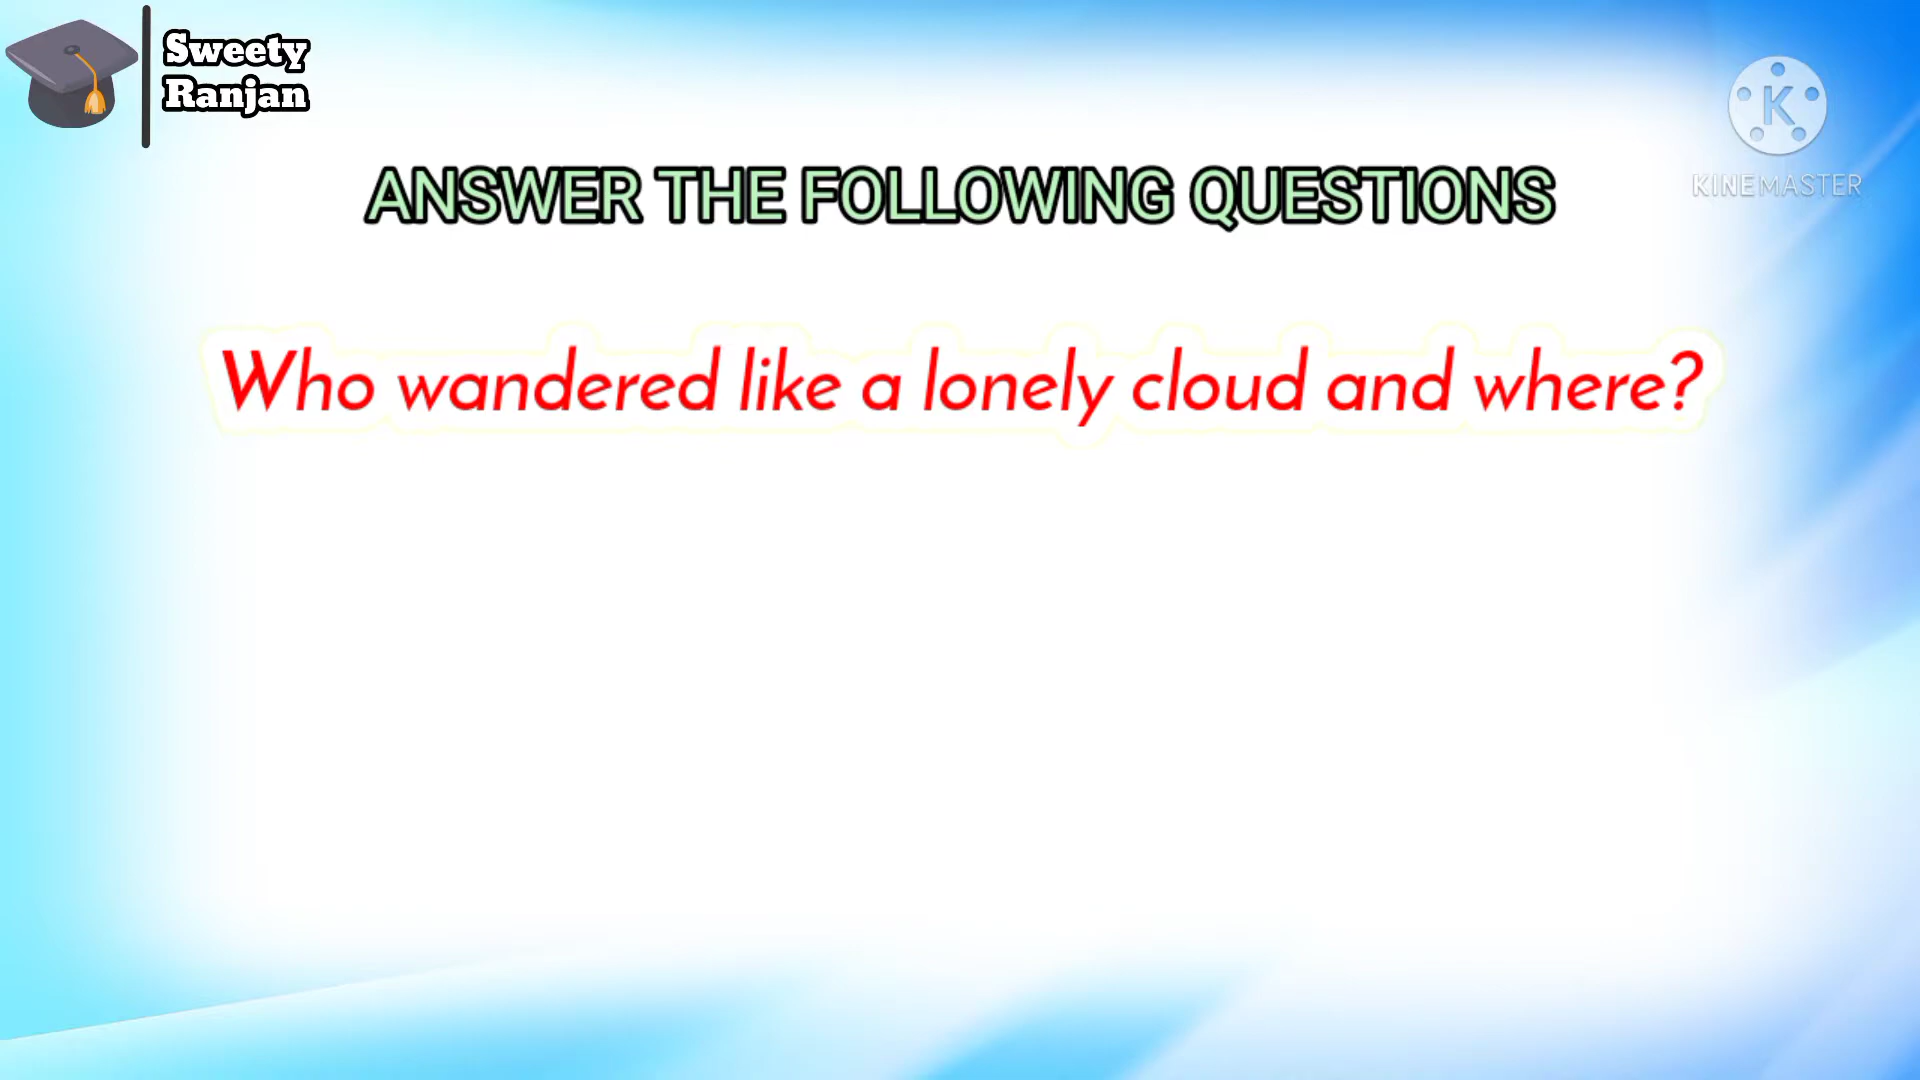 Sweety
Ranjan
K
KINEMASTER
ANSWER THE FOLLOWING QUESTIONS
Who wandered like a lonely cloud and where?